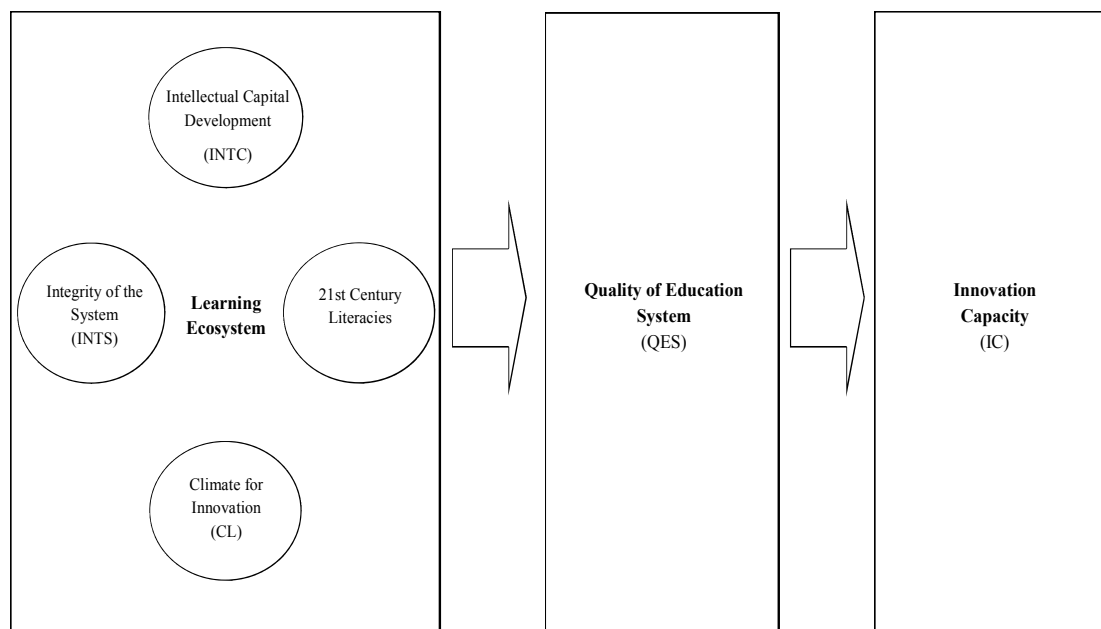 Intellectual Capital
Development
(INTC)
Integrity of the
System
(INTS)
Learning
Ecosystem
21st Century
Literacies
Climate for
Innovation
(CL)
Quality of Education
System
(QES)
Innovation
Capacity
(IC)